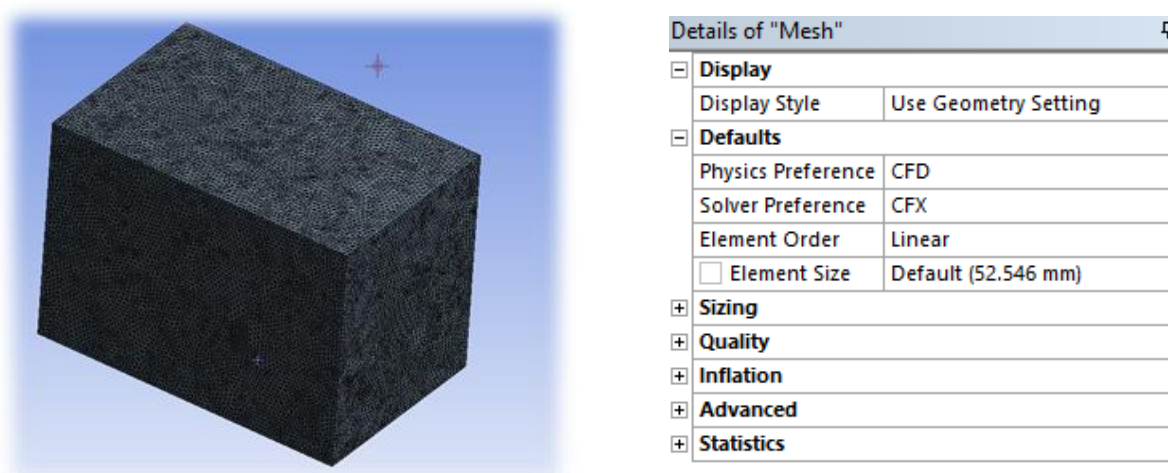 Details of "Mesh"
Display
Display Style Use Geometry Setting
Defaults
Physics Preference CFD
Solver Preference CFX
Element Order Linear
Element Size Default (52.546 mm)
Sizing
Quality
Inflation
Advanced
Statistics